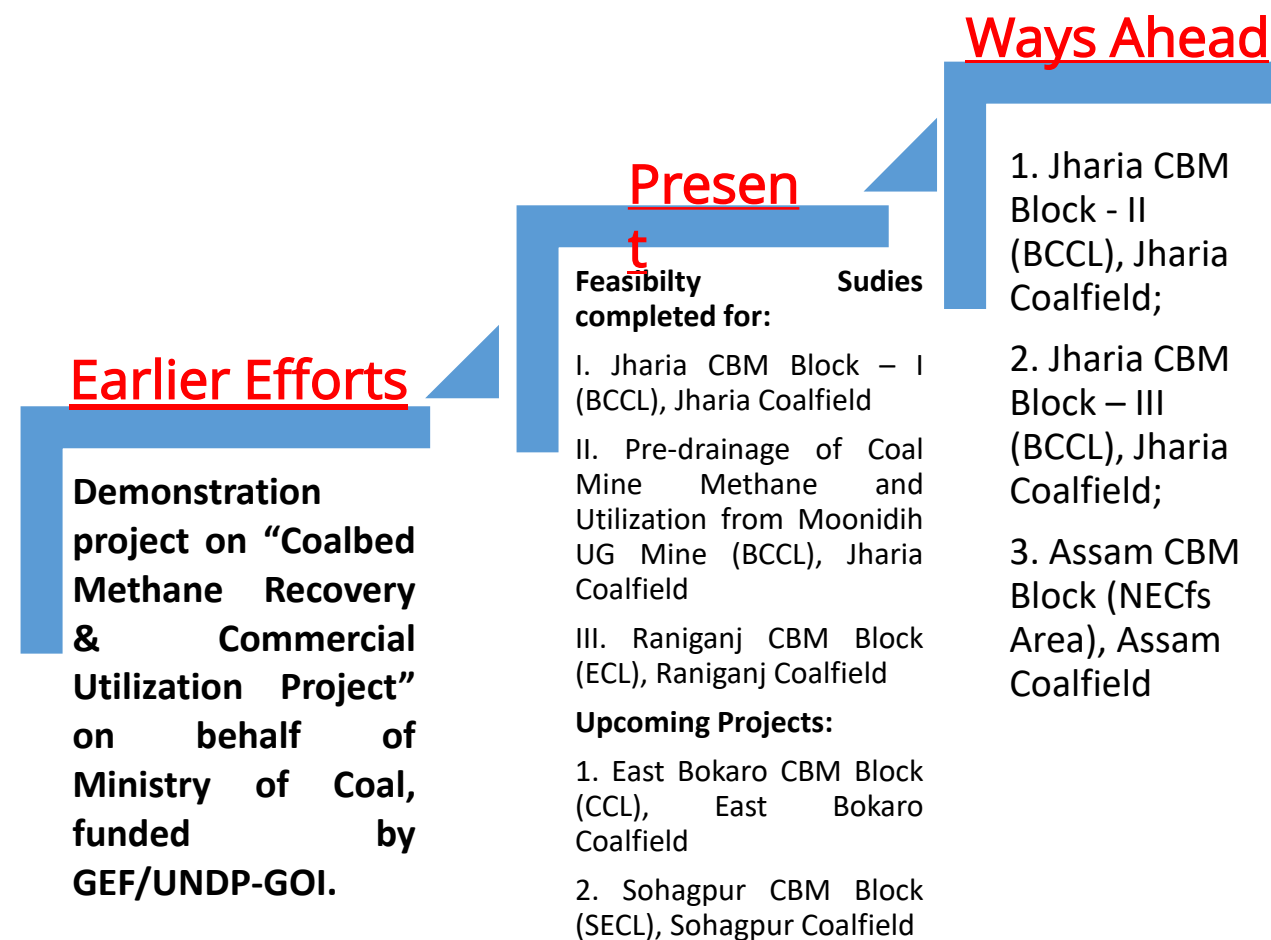 Earlier Efforts
Demonstration
project on “Coalbed
Methane Recovery
& Commercial
Utilization Project”
on behalf of
Ministry of Coal,
funded by
GEF/UNDP-GOI.
Presen
t
Feasibilty Sudies
completed for:
I. Jharia CBM Block – I
(BCCL), Jharia Coalfield
II. Pre-drainage of Coal
Mine Methane and
Utilization from Moonidih
UG Mine (BCCL), Jharia
Coalfield
III. Raniganj CBM Block
(ECL), Raniganj Coalfield
Upcoming Projects:
1. East Bokaro CBM Block
(CCL), East Bokaro
Coalfield
2. Sohagpur CBM Block
(SECL), Sohagpur Coalfield
Ways Ahead
1. Jharia CBM
Block - II
(BCCL), Jharia
Coalfield;
2. Jharia CBM
Block – III
(BCCL), Jharia
Coalfield;
3. Assam CBM
Block (NECfs
Area), Assam
Coalfield